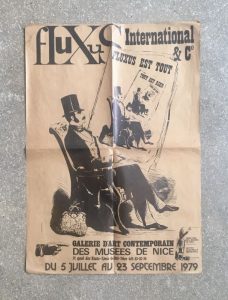 fluXus International
& Cº
FLUXUS EST TOUT
GALERIE D'ART CONTEMPORAIN
DES MUSEES DE NICE
DU 5 JUILLET AU 23 SEPTEMBRE 1979